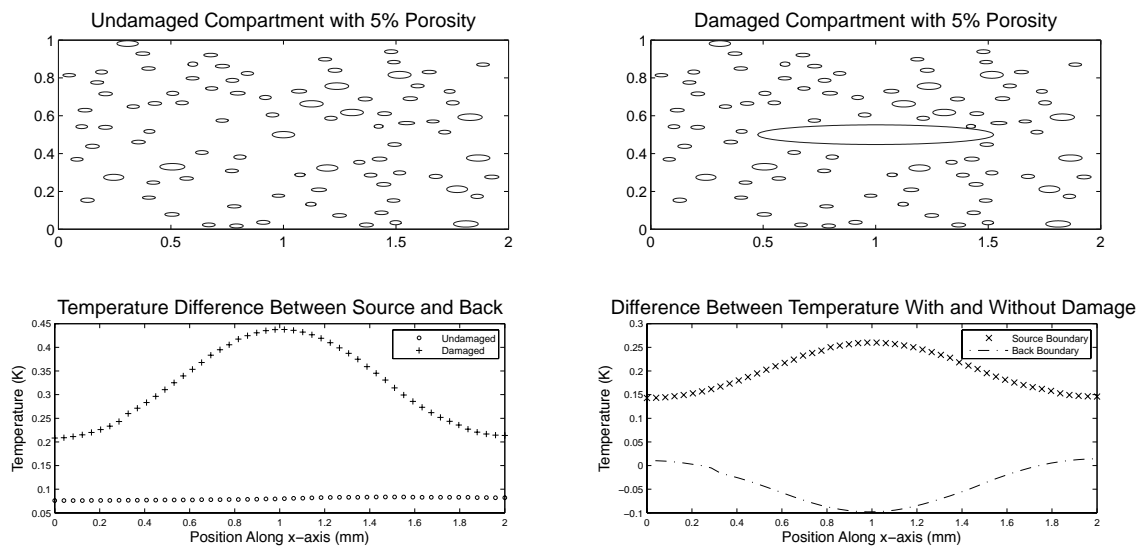 Undamaged Compartment with 5% Porosity
1
0.8
0.6
0.4
0.2
0
0 0.5 1 1.5 2
Damaged Compartment with 5% Porosity
1
0.8
0.6
0.4
0.2
0
0 0.5 1 1.5 2
Temperature Difference Between Source and Back
0.45
0.4
0.35
0.3
0.25
0.2
0.15
0.1
0.05
Temperature (K)
Undamaged
Damaged
0 0.2 0.4 0.6 0.8 1 1.2 1.4 1.6 1.8 2
Position Along x−axis (mm)
Difference Between Temperature With and Without Damage
0.3
0.25
0.2
0.15
0.1
0.05
0
−0.05
−0.1
Temperature (K)
Source Boundary
Back Boundary
0 0.2 0.4 0.6 0.8 1 1.2 1.4 1.6 1.8 2
Position Along x−axis (mm)